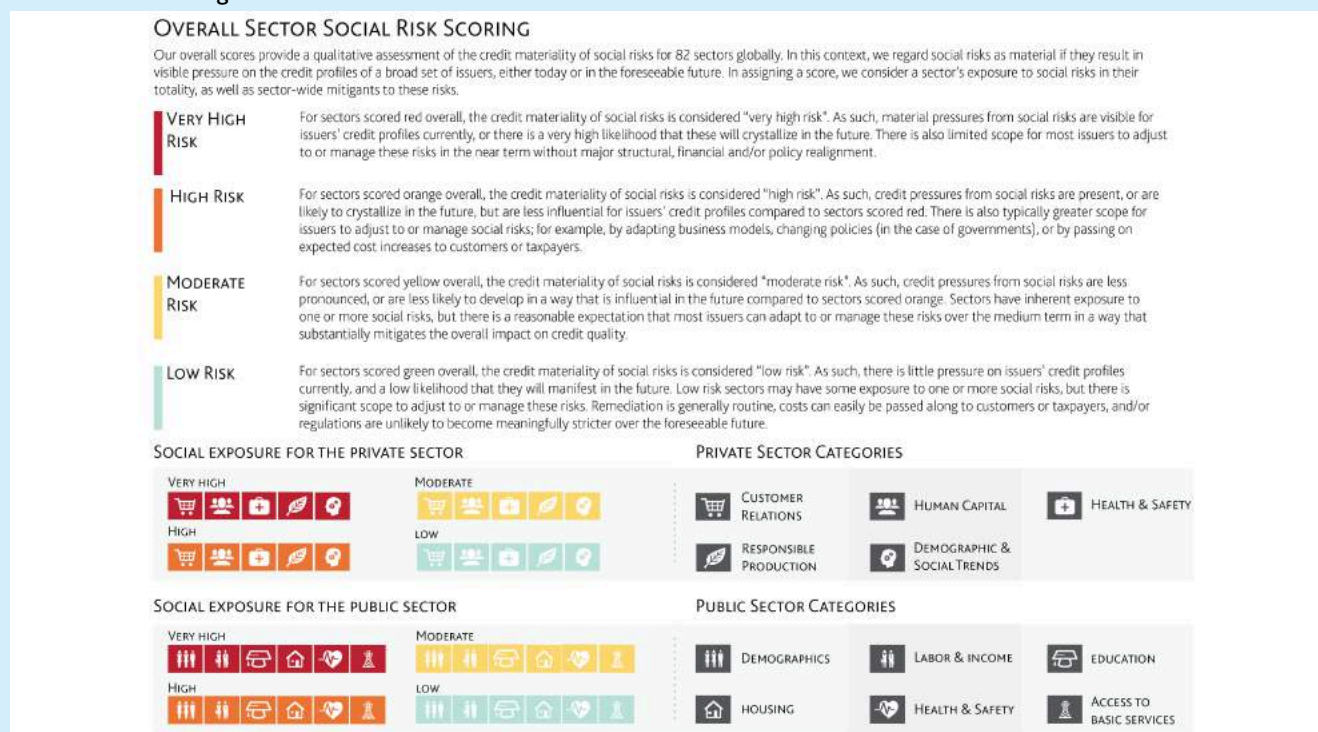 OVERALL SECTOR SOCIAL RISK SCORING
Our overall scores provide a qualitative assessment of the credit materiality of social risks for 82 sectors globally. In this context, we regard social risks as material if they result in
visible pressure on the credit profiles of a broad set of issuers, either today or in the foreseeable future. In assigning a score, we consider a sector's exposure to social risks in their
totality, as well as sector-wide mitigants to these risks.
VERY HIGH
RISK
For sectors scored red overall, the credit materiality of social risks is considered "very high risk". As such, material pressures from social risks are visible for
issuers' credit profiles currently, or there is a very high likelihood that these will crystallize in the future. There is also limited scope for most issuers to adjust
to or manage these risks in the near term without major structural, financial and/or policy realignment.
HIGH RISK
For sectors scored orange overall, the credit materiality of social risks is considered "high risk". As such, credit pressures from social risks are present, or are
likely to crystallize in the future, but are less influential for issuers' credit profiles compared to sectors scored red. There is also typically greater scope for
issuers to adjust to or manage social risks; for example, by adapting business models, changing policies (in the case of governments), or by passing on
expected cost increases to customers or taxpayers.
MODERATE
RISK
For sectors scored yellow overall, the credit materiality of social risks is considered "moderate risk". As such, credit pressures from social risks are less
pronounced, or are less likely to develop in a way that is influential in the future compared to sectors scored orange. Sectors have inherent exposure to
one or more social risks, but there is a reasonable expectation that most issuers can adapt to or manage these risks over the medium term in a way that
substantially mitigates the overall impact on credit quality.
LOW RISK
For sectors scored green overall, the credit materiality of social risks is considered "low risk". As such, there is little pressure on issuers' credit profiles
currently, and a low likelihood that they will manifest in the future. Low risk sectors may have some exposure to one or more social risks, but there is
significant scope to adjust to or manage these risks. Remediation is generally routine, costs can easily be passed along to customers or taxpayers, and/or
regulations are unlikely to become meaningfully stricter over the foreseeable future.
SOCIAL EXPOSURE FOR THE PRIVATE SECTOR
VERY HIGH
MODERATE
HIGH
LOW
PRIVATE SECTOR CATEGORIES
CUSTOMER
RELATIONS
HUMAN CAPITAL
HEALTH & SAFETY
RESPONSIBLE
PRODUCTION
DEMOGRAPHIC &
SOCIAL TRENDS
SOCIAL EXPOSURE FOR THE PUBLIC SECTOR
VERY HIGH
MODERATE
HIGH
LOW
PUBLIC SECTOR CATEGORIES
DEMOGRAPHICS
LABOR & INCOME
EDUCATION
HOUSING
HEALTH & SAFETY
ACCESS TO
BASIC SERVICES